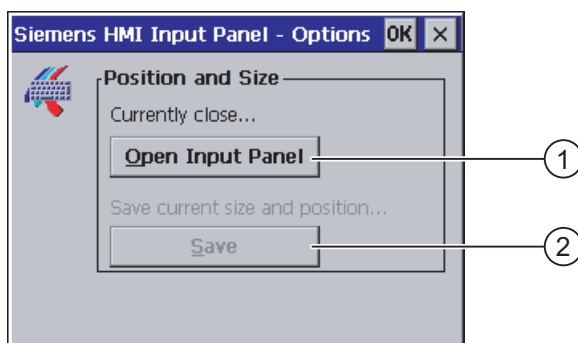 Siemens HMI Input Panel - Options OK ×
Position and Size
Currently close...
Open Input Panel
1
Save current size and position...
Save
2